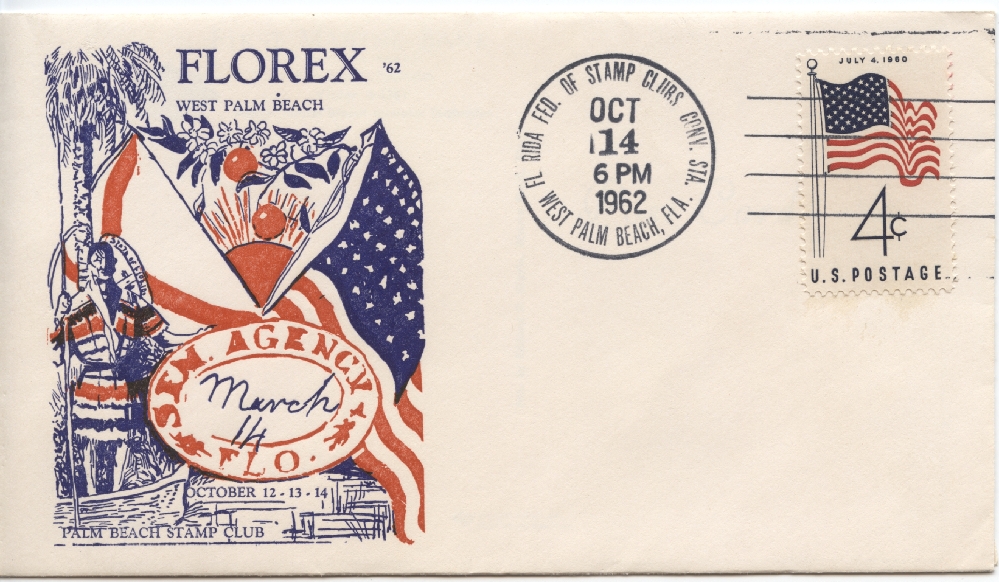 FLOREX '62
WEST PALM BEACH
SEM. AGENCY
March
14
FLO.
OCTOBER 12-13-14
PALM BEACH STAMP CLUB
FL RIDA FED. OF STAMP CLUBS CONV. STA.
OCT
14
6 PM
1962
WEST PALM BEACH, FLA.
JULY 4, 1960
4¢
U.S. POSTAGE